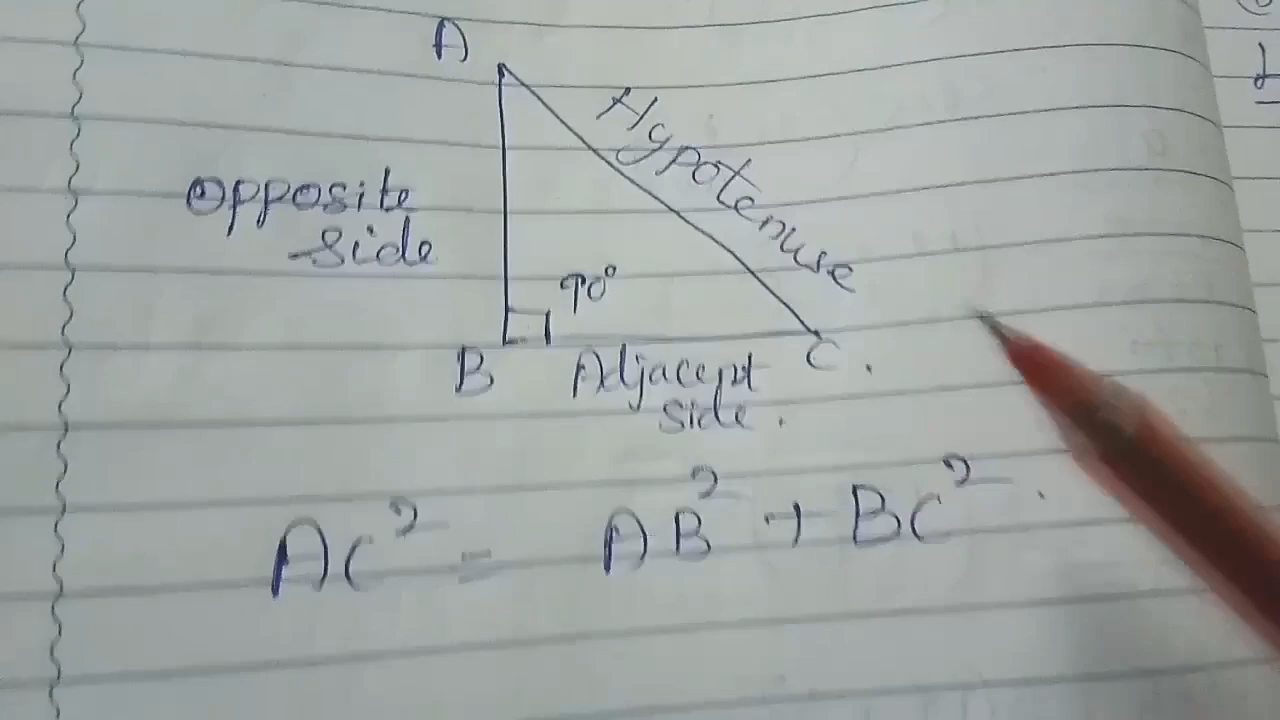 A
Hypotenuse
Opposite
side
90°
B
C.
Adjacent
side.
AC² = AB² + BC².